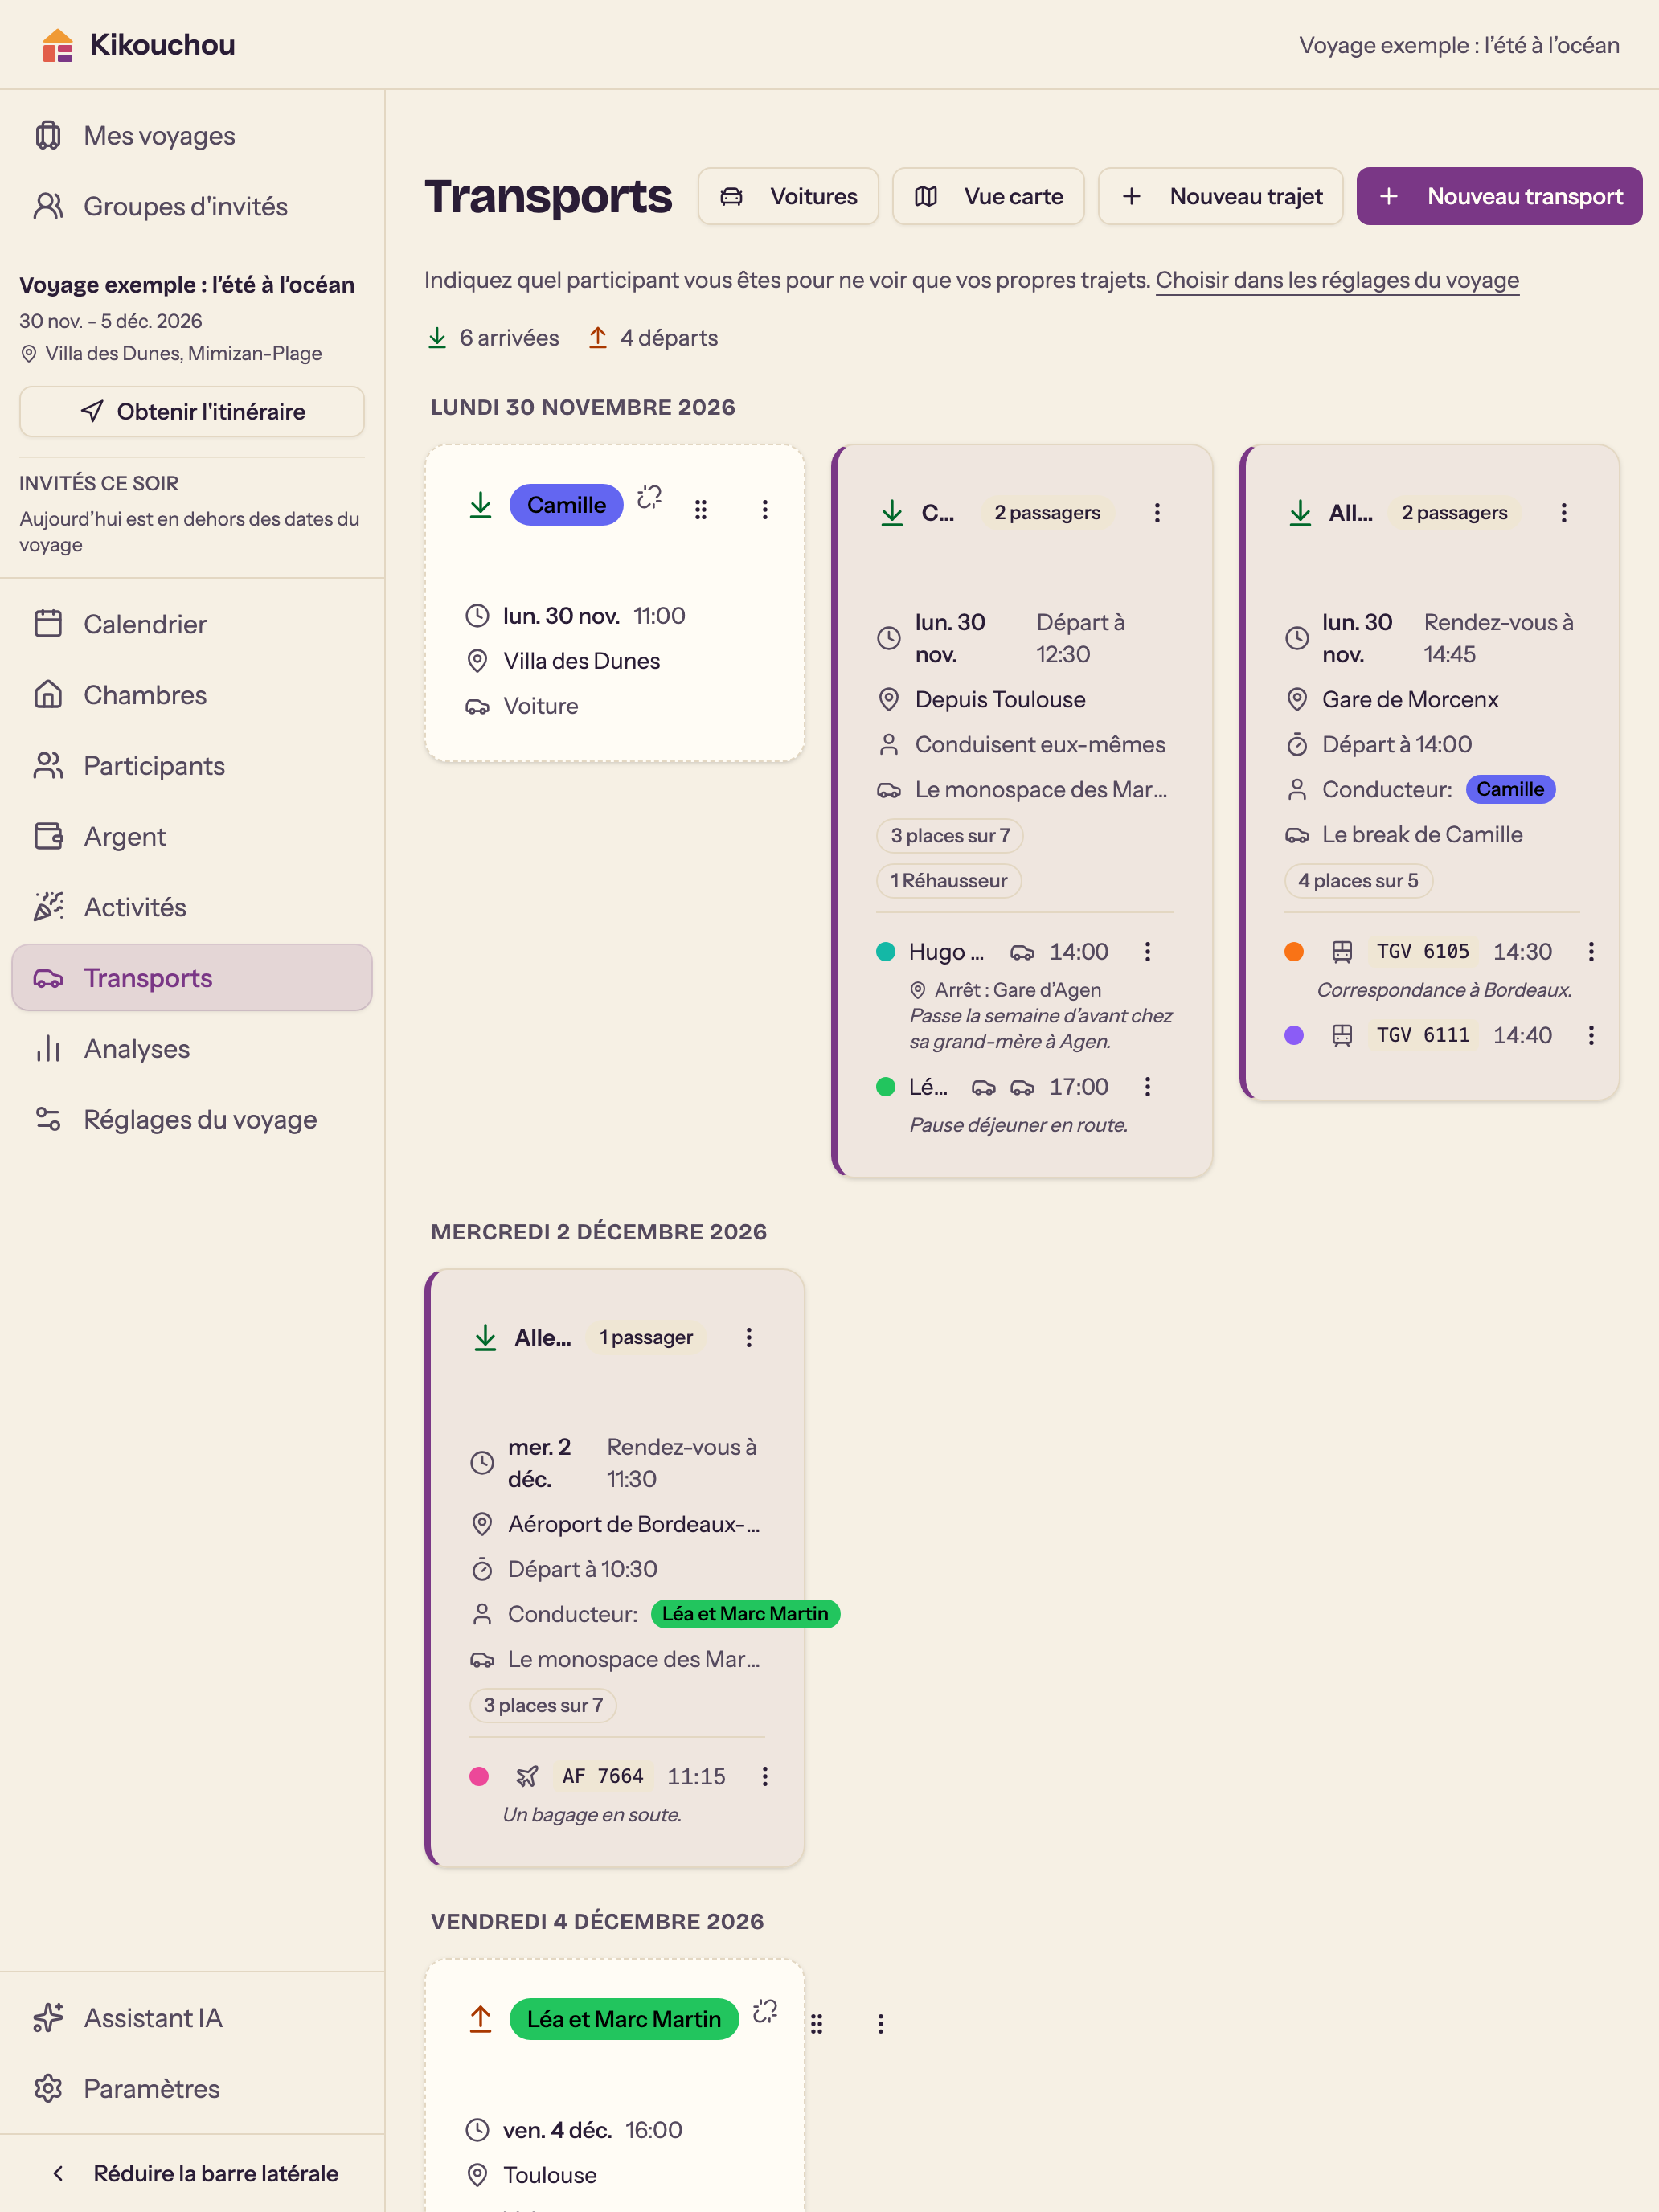 Kikouchou
Voyage exemple : l’été à l’océan
Mes voyages
Groupes d'invités
Voyage exemple : l’été à l’océan
30 nov. - 5 déc. 2026
Villa des Dunes, Mimizan-Plage
Obtenir l'itinéraire
INVITÉS CE SOIR
Aujourd’hui est en dehors des dates du
voyage
Calendrier
Chambres
Participants
Argent
Activités
Transports
Analyses
Réglages du voyage
Assistant IA
Paramètres
Réduire la barre latérale
Transports
Voitures
Vue carte
Nouveau trajet
Nouveau transport
Indiquez quel participant vous êtes pour ne voir que vos propres trajets. Choisir dans les réglages du voyage
6 arrivées
4 départs
LUNDI 30 NOVEMBRE 2026
Camille
lun. 30 nov. 11:00
Villa des Dunes
Voiture
C... 2 passagers
lun. 30 nov.
Départ à 12:30
Depuis Toulouse
Conduisent eux-mêmes
Le monospace des Mar...
3 places sur 7
1 Réhausseur
Hugo ... 14:00
Arrêt : Gare d’Agen
Passe la semaine d’avant chez
sa grand-mère à Agen.
Lé... 17:00
Pause déjeuner en route.
All... 2 passagers
lun. 30 nov.
Rendez-vous à 14:45
Gare de Morcenx
Départ à 14:00
Conducteur: Camille
Le break de Camille
4 places sur 5
TGV 6105 14:30
Correspondance à Bordeaux.
TGV 6111 14:40
MERCREDI 2 DÉCEMBRE 2026
Alle... 1 passager
mer. 2 déc.
Rendez-vous à 11:30
Aéroport de Bordeaux-...
Départ à 10:30
Conducteur: Léa et Marc Martin
Le monospace des Mar...
3 places sur 7
AF 7664 11:15
Un bagage en soute.
VENDREDI 4 DÉCEMBRE 2026
Léa et Marc Martin
ven. 4 déc. 16:00
Toulouse